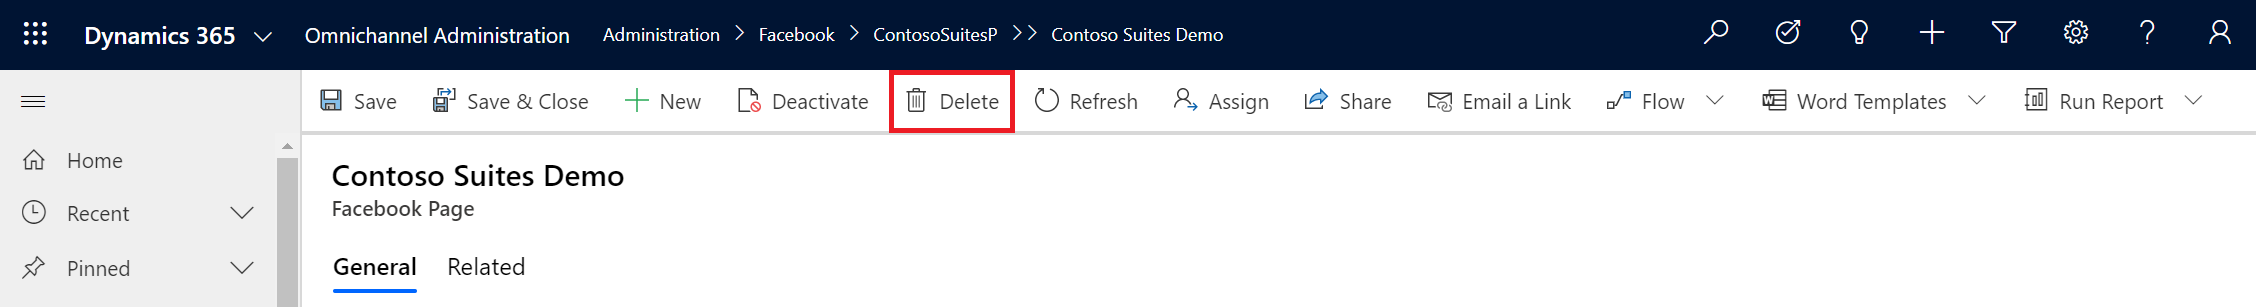 Dynamics 365 Omnichannel Administration Administration > Facebook > ContosoSuitesP >> Contoso Suites Demo ?
Save Save & Close New Deactivate Delete Refresh Assign Share Email a Link Flow Word Templates Run Report
Home
Recent
Pinned
Contoso Suites Demo
Facebook Page
General Related